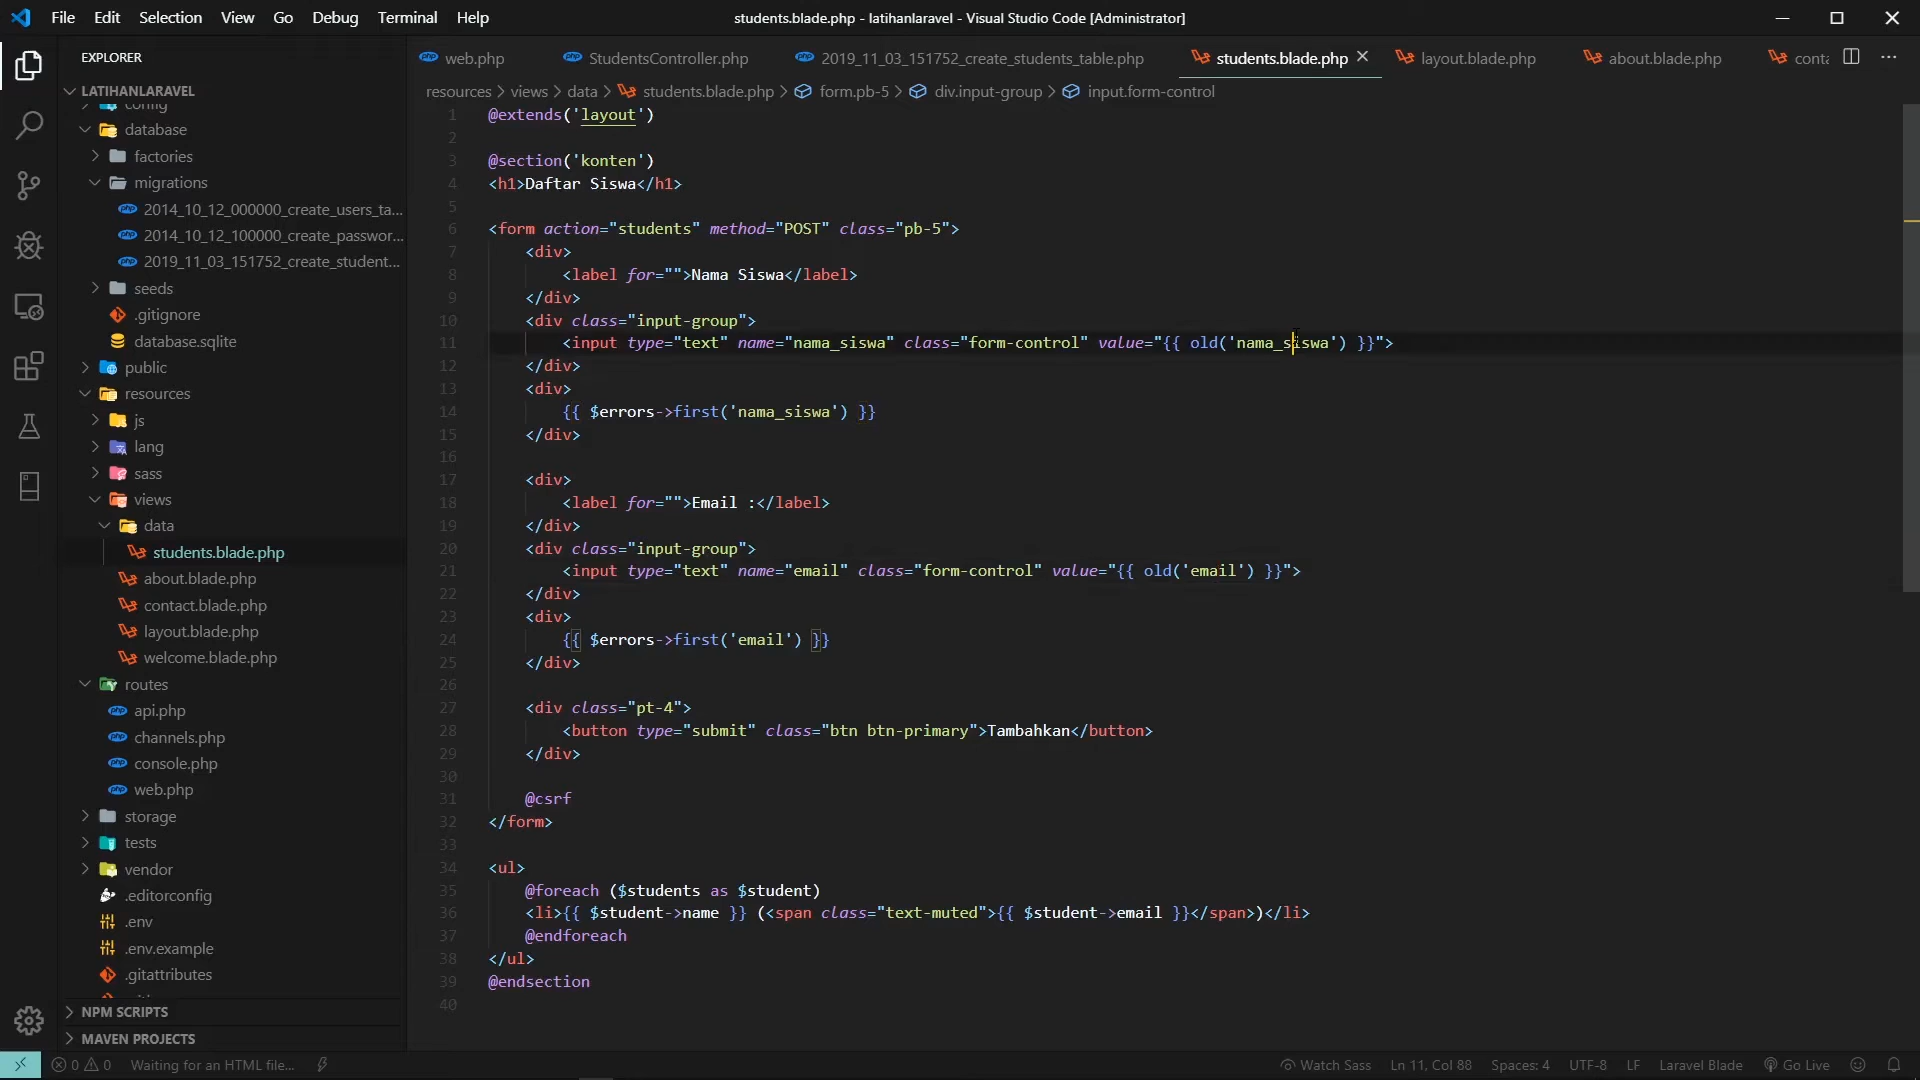 File Edit Selection View Go Debug Terminal Help
students.blade.php - latihanlaravel - Visual Studio Code [Administrator]
EXPLORER
LATIHANLARAVEL
config
database
factories
migrations
2014_10_12_000000_create_users_ta...
2014_10_12_100000_create_passwor...
2019_11_03_151752_create_student...
seeds
.gitignore
database.sqlite
public
resources
js
lang
sass
views
data
students.blade.php
about.blade.php
contact.blade.php
layout.blade.php
welcome.blade.php
routes
api.php
channels.php
console.php
web.php
storage
tests
vendor
.editorconfig
.env
.env.example
.gitattributes
NPM SCRIPTS
MAVEN PROJECTS
web.php StudentsController.php 2019_11_03_151752_create_students_table.php students.blade.php layout.blade.php about.blade.php conta
resources > views > data > students.blade.php > form.pb-5 > div.input-group > input.form-control
1 @extends('layout')
2
3 @section('konten')
4 <h1>Daftar Siswa</h1>
5
6 <form action="students" method="POST" class="pb-5">
7 <div>
8 <label for="">Nama Siswa</label>
9 </div>
10 <div class="input-group">
11 <input type="text" name="nama_siswa" class="form-control" value="{{ old('nama_siswa') }}">
12 </div>
13 <div>
14 {{ $errors->first('nama_siswa') }}
15 </div>
16
17 <div>
18 <label for="">Email :</label>
19 </div>
20 <div class="input-group">
21 <input type="text" name="email" class="form-control" value="{{ old('email') }}">
22 </div>
23 <div>
24 {{ $errors->first('email') }}
25 </div>
26
27 <div class="pt-4">
28 <button type="submit" class="btn btn-primary">Tambahkan</button>
29 </div>
30
31 @csrf
32 </form>
33
34 <ul>
35 @foreach ($students as $student)
36 <li>{{ $student->name }} (<span class="text-muted">{{ $student->email }}</span>)</li>
37 @endforeach
38 </ul>
39 @endsection
40
0 0 Waiting for an HTML file... Watch Sass Ln 11, Col 88 Spaces: 4 UTF-8 LF Laravel Blade Go Live